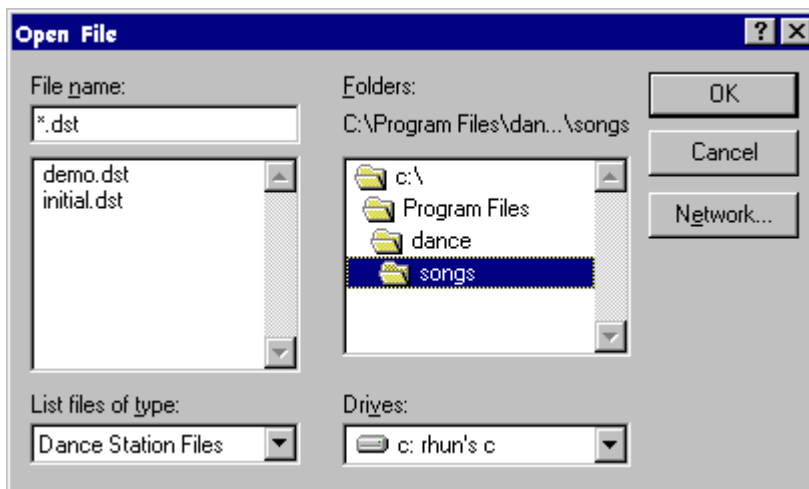 Open File
File name:
*.dst
demo.dst
initial.dst
List files of type:
Dance Station Files
Folders:
C:\Program Files\dan...\songs
c:\
Program Files
dance
songs
Drives:
c: rhun's c
OK
Cancel
Network...